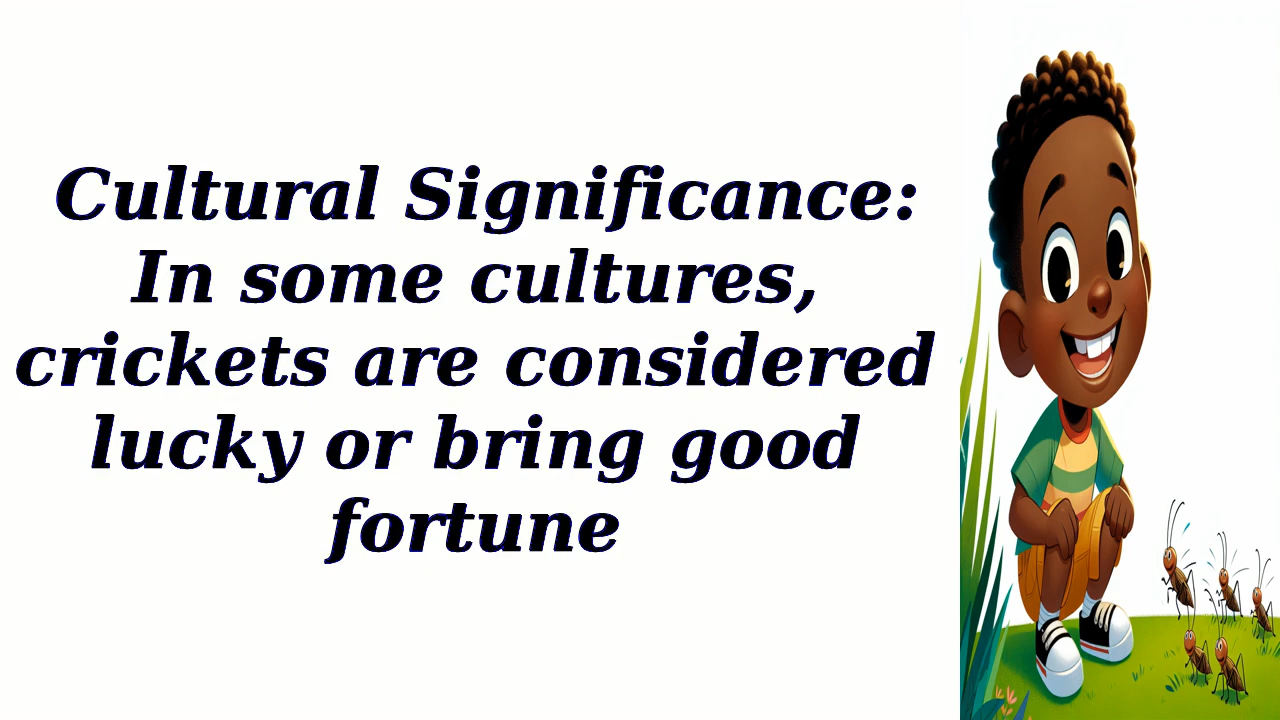 Cultural Significance:
In some cultures,
crickets are considered
lucky or bring good
fortune